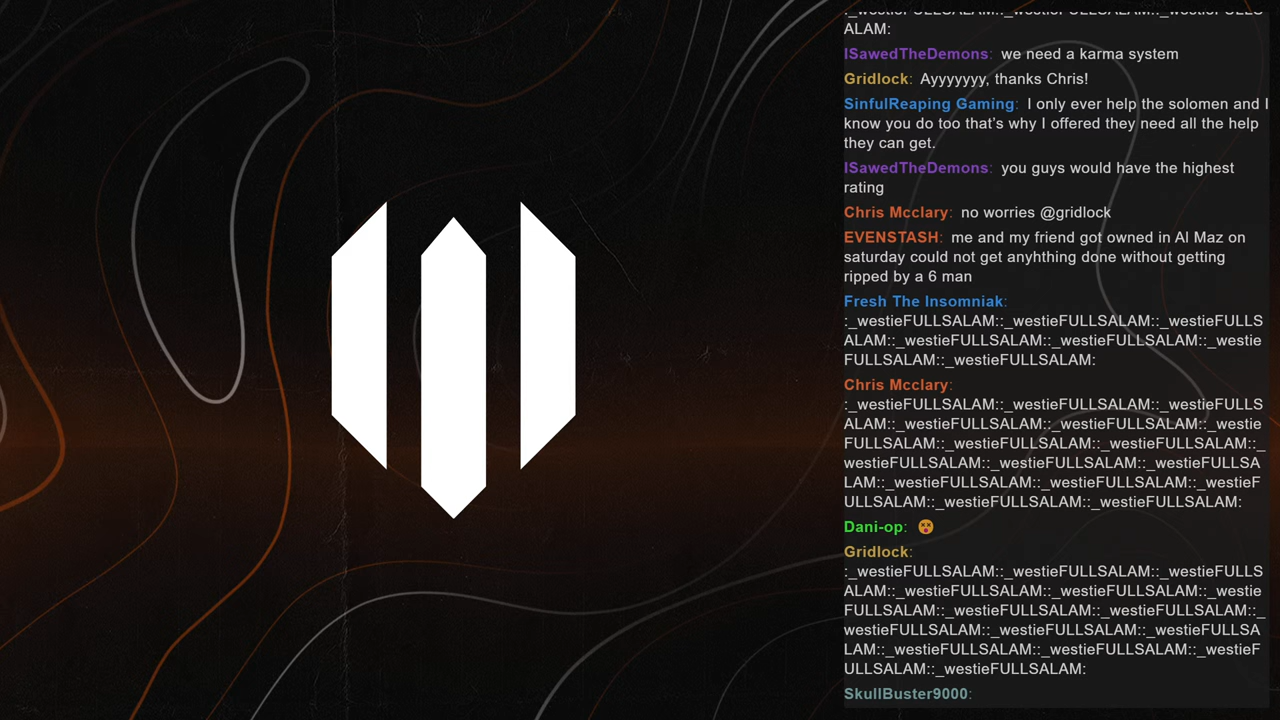 :_westieFULLSALAM::_westieFULLSALAM::_westieFULLS
ALAM:
ISawedTheDemons: we need a karma system
Gridlock: Ayyyyyyy, thanks Chris!
SinfulReaping Gaming: I only ever help the solomen and I
know you do too that's why I offered they need all the help
they can get.
ISawedTheDemons: you guys would have the highest
rating
Chris Mcclary: no worries @gridlock
EVENSTASH: me and my friend got owned in Al Maz on
saturday could not get anyhthing done without getting
ripped by a 6 man
Fresh The Insomniak:
:_westieFULLSALAM::_westieFULLSALAM::_westieFULLS
ALAM::_westieFULLSALAM::_westieFULLSALAM::_westie
FULLSALAM::_westieFULLSALAM:
Chris Mcclary:
:_westieFULLSALAM::_westieFULLSALAM::_westieFULLS
ALAM::_westieFULLSALAM::_westieFULLSALAM::_westie
FULLSALAM::_westieFULLSALAM::_westieFULLSALAM::_
westieFULLSALAM::_westieFULLSALAM::_westieFULLSA
LAM::_westieFULLSALAM::_westieFULLSALAM::_westieF
ULLSALAM::_westieFULLSALAM::_westieFULLSALAM:
Dani-op: 😵
Gridlock:
:_westieFULLSALAM::_westieFULLSALAM::_westieFULLS
ALAM::_westieFULLSALAM::_westieFULLSALAM::_westie
FULLSALAM::_westieFULLSALAM::_westieFULLSALAM::_
westieFULLSALAM::_westieFULLSALAM::_westieFULLSA
LAM::_westieFULLSALAM::_westieFULLSALAM::_westieF
ULLSALAM::_westieFULLSALAM:
SkullBuster9000: